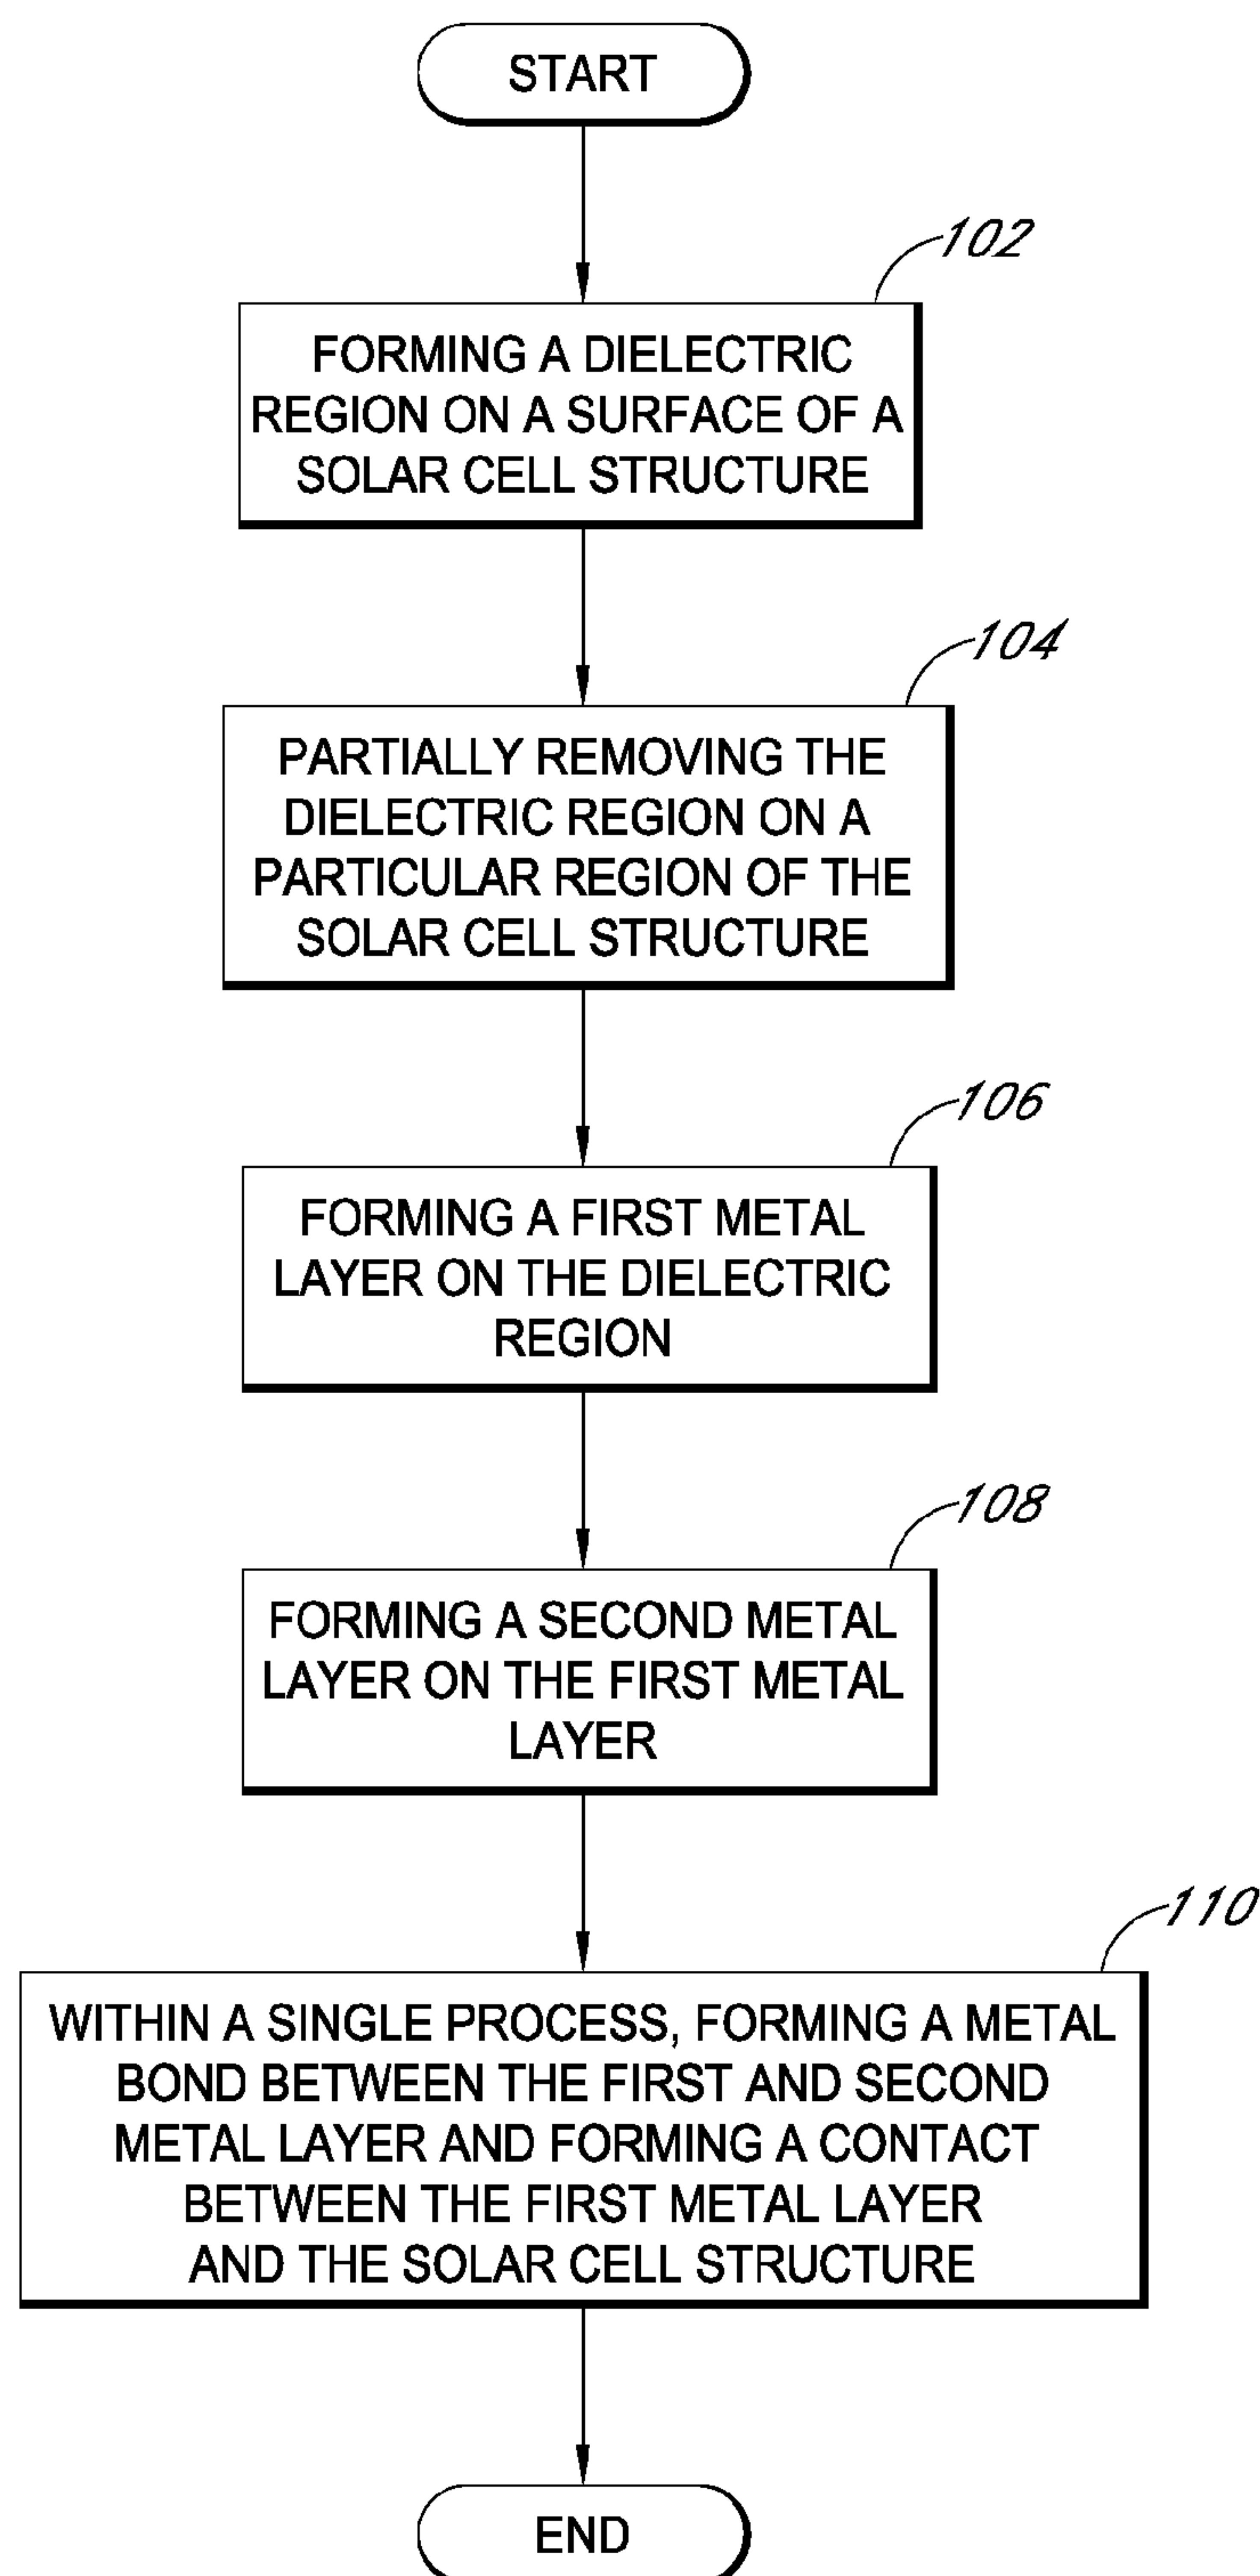 START
102
FORMING A DIELECTRIC
REGION ON A SURFACE OF A
SOLAR CELL STRUCTURE
104
PARTIALLY REMOVING THE
DIELECTRIC REGION ON A
PARTICULAR REGION OF THE
SOLAR CELL STRUCTURE
106
FORMING A FIRST METAL
LAYER ON THE DIELECTRIC
REGION
108
FORMING A SECOND METAL
LAYER ON THE FIRST METAL
LAYER
110
WITHIN A SINGLE PROCESS, FORMING A METAL
BOND BETWEEN THE FIRST AND SECOND
METAL LAYER AND FORMING A CONTACT
BETWEEN THE FIRST METAL LAYER
AND THE SOLAR CELL STRUCTURE
END